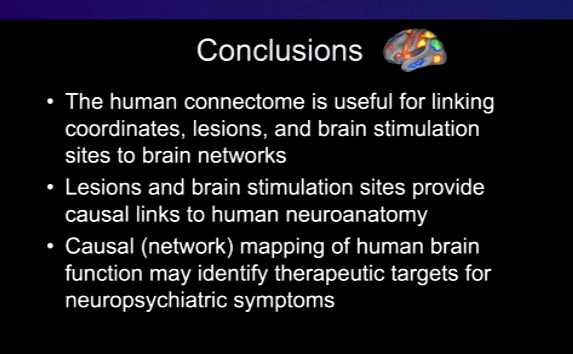 Conclusions
• The human connectome is useful for linking
coordinates, lesions, and brain stimulation
sites to brain networks
• Lesions and brain stimulation sites provide
causal links to human neuroanatomy
• Causal (network) mapping of human brain
function may identify therapeutic targets for
neuropsychiatric symptoms